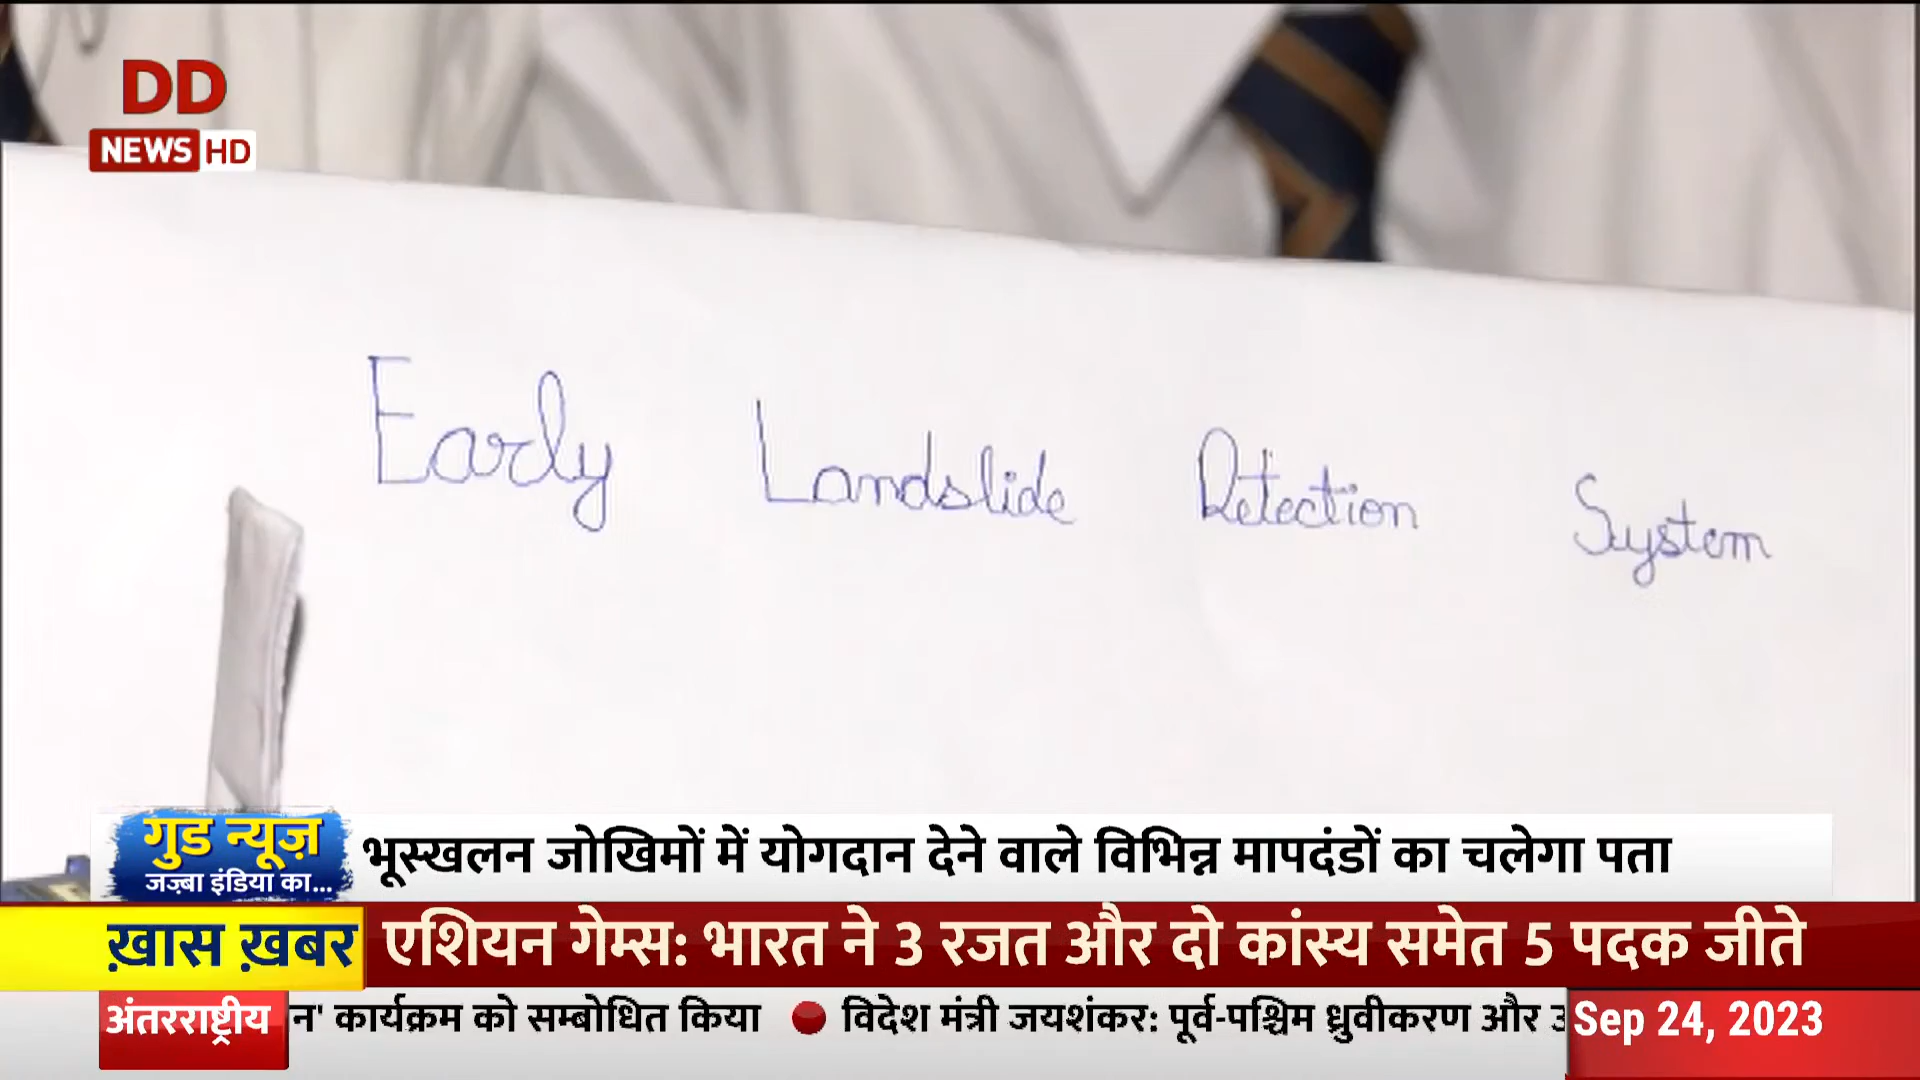 DD
NEWS HD
Early Landslide Detection System
गुड न्यूज़
जज़्बा इंडिया का...
भूस्खलन जोखिमों में योगदान देने वाले विभिन्न मापदंडों का चलेगा पता
ख़ास ख़बर
एशियन गेम्स: भारत ने 3 रजत और दो कांस्य समेत 5 पदक जीते
अंतरराष्ट्रीय
न' कार्यक्रम को सम्बोधित किया ● विदेश मंत्री जयशंकर: पूर्व-पश्चिम ध्रुवीकरण और
Sep 24, 2023